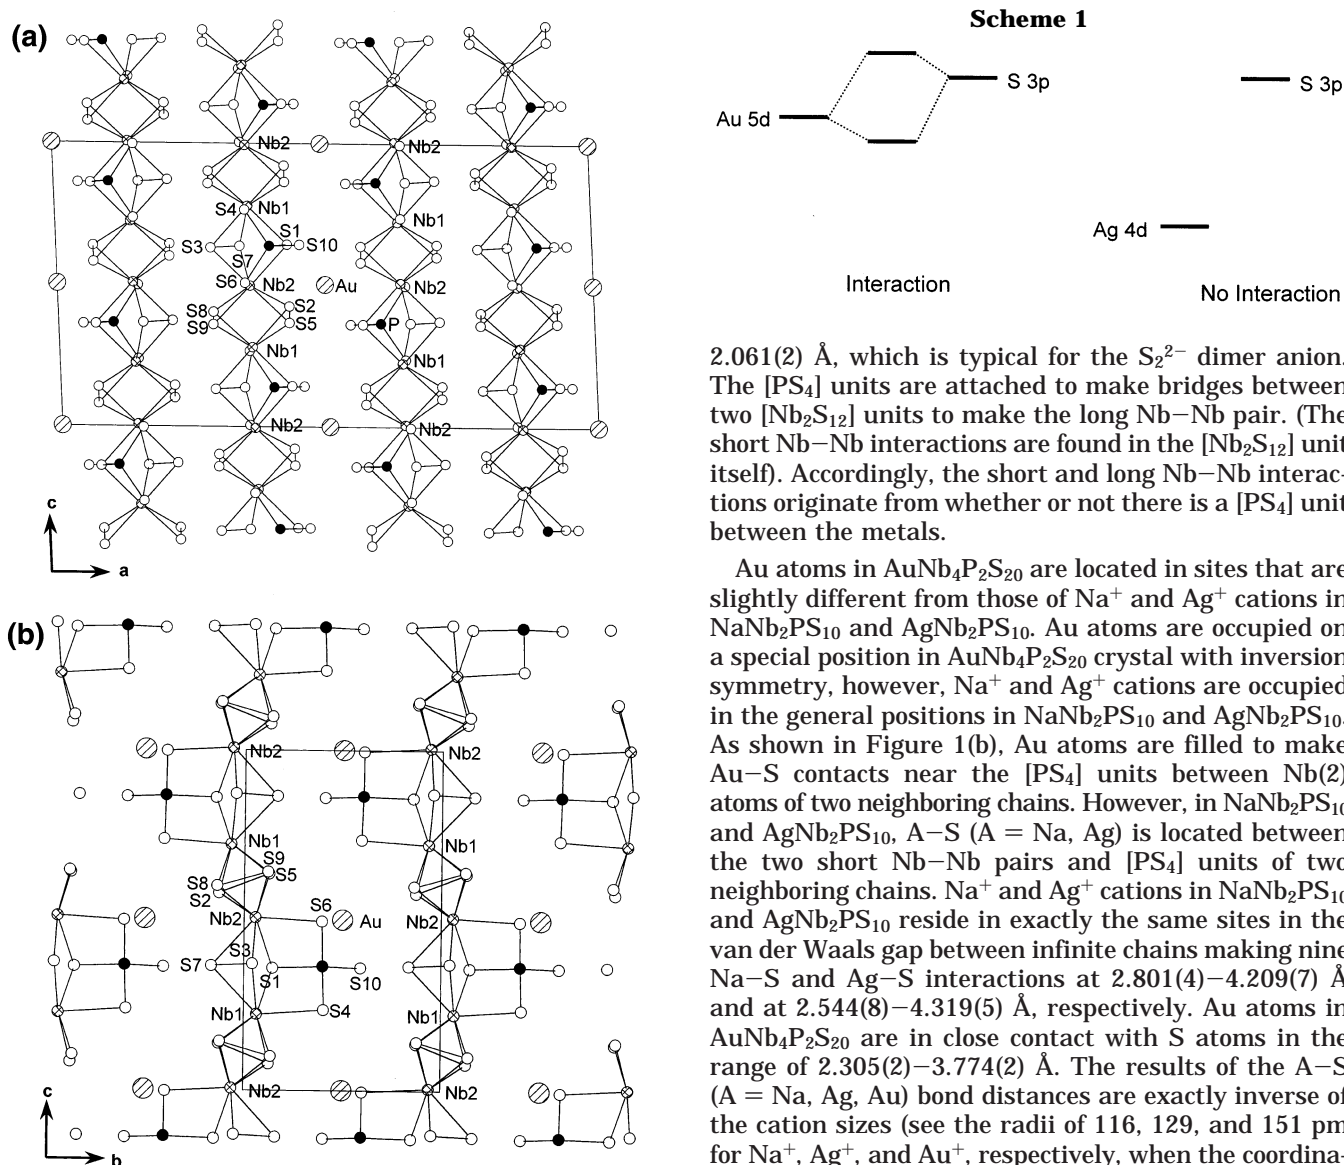 (a)
Nb2
Nb2
S4
Nb1
Nb1
S1
S3
S10
S7
S6
Nb2
Au
Nb2
S8
S2
S9
S5
P
Nb1
Nb1
Nb2
Nb2
c
a
(b)
Nb2
Nb2
Nb1
Nb1
S9
S8
S5
S2
Nb2
S6
Au
Nb2
S3
S7
S1
S10
Nb1
S4
Nb1
Nb2
Nb2
c
b
Scheme 1
S 3p
S 3p
Au 5d
Ag 4d
Interaction
No Interaction
2.061(2) Å, which is typical for the S₂²⁻ dimer anion.
The [PS₄] units are attached to make bridges between
two [Nb₂S₁₂] units to make the long Nb−Nb pair. (The
short Nb−Nb interactions are found in the [Nb₂S₁₂] unit
itself). Accordingly, the short and long Nb−Nb interac-
tions originate from whether or not there is a [PS₄] unit
between the metals.
Au atoms in AuNb₄P₂S₂₀ are located in sites that are
slightly different from those of Na⁺ and Ag⁺ cations in
NaNb₂PS₁₀ and AgNb₂PS₁₀. Au atoms are occupied on
a special position in AuNb₄P₂S₂₀ crystal with inversion
symmetry, however, Na⁺ and Ag⁺ cations are occupied
in the general positions in NaNb₂PS₁₀ and AgNb₂PS₁₀.
As shown in Figure 1(b), Au atoms are filled to make
Au−S contacts near the [PS₄] units between Nb(2)
atoms of two neighboring chains. However, in NaNb₂PS₁₀
and AgNb₂PS₁₀, A−S (A = Na, Ag) is located between
the two short Nb−Nb pairs and [PS₄] units of two
neighboring chains. Na⁺ and Ag⁺ cations in NaNb₂PS₁₀
and AgNb₂PS₁₀ reside in exactly the same sites in the
van der Waals gap between infinite chains making nine
Na−S and Ag−S interactions at 2.801(4)−4.209(7) Å
and at 2.544(8)−4.319(5) Å, respectively. Au atoms in
AuNb₄P₂S₂₀ are in close contact with S atoms in the
range of 2.305(2)−3.774(2) Å. The results of the A−S
(A = Na, Ag, Au) bond distances are exactly inverse of
the cation sizes (see the radii of 116, 129, and 151 pm
for Na⁺, Ag⁺, and Au⁺, respectively, when the coordina-